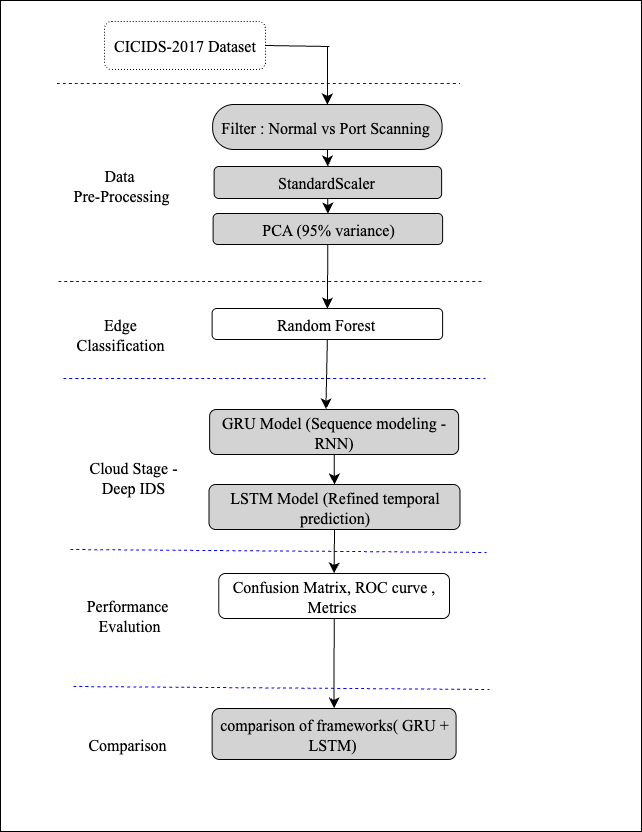 CICIDS-2017 Dataset
Filter : Normal vs Port Scanning
Data
Pre-Processing
StandardScaler
PCA (95% variance)
Edge
Classification
Random Forest
Cloud Stage -
Deep IDS
GRU Model (Sequence modeling -
RNN)
LSTM Model (Refined temporal
prediction)
Performance
Evalution
Confusion Matrix, ROC curve ,
Metrics
Comparison
comparison of frameworks( GRU +
LSTM)